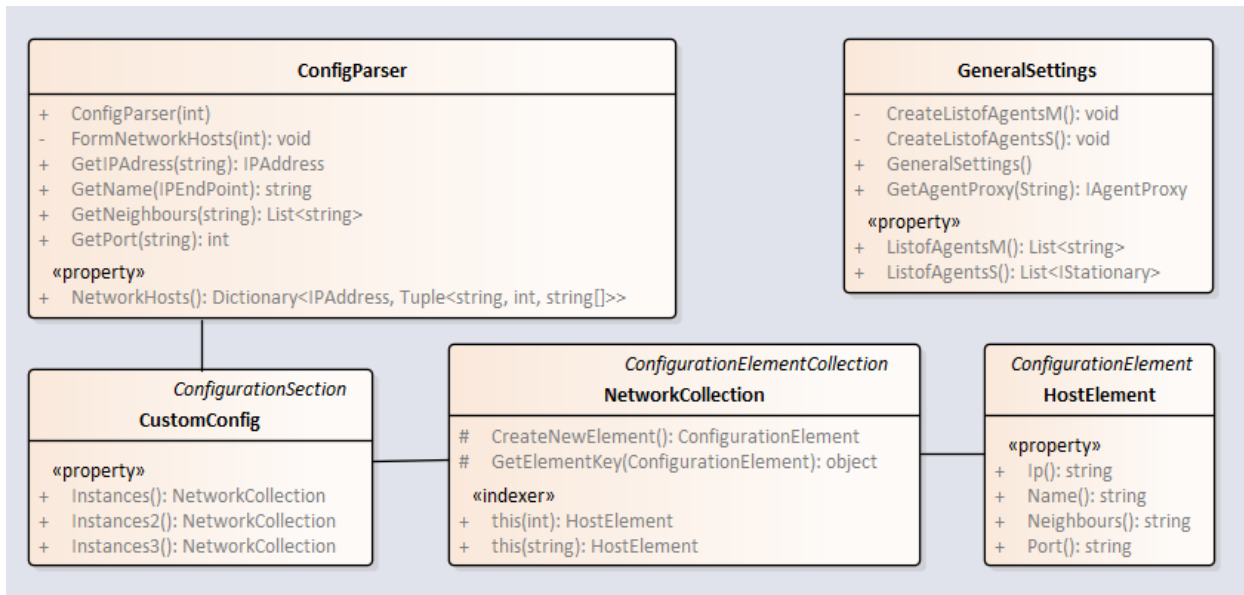 ConfigParser
+ ConfigParser(int)
- FormNetworkHosts(int): void
+ GetIPAdress(string): IPAddress
+ GetName(IPEndPoint): string
+ GetNeighbours(string): List<string>
+ GetPort(string): int
«property»
+ NetworkHosts(): Dictionary<IPAddress, Tuple<string, int, string[]>>
GeneralSettings
- CreateListofAgentsM(): void
- CreateListofAgentsS(): void
+ GeneralSettings()
+ GetAgentProxy(String): IAgentProxy
«property»
+ ListofAgentsM(): List<string>
+ ListofAgentsS(): List<IStationary>
ConfigurationSection
CustomConfig
«property»
+ Instances(): NetworkCollection
+ Instances2(): NetworkCollection
+ Instances3(): NetworkCollection
ConfigurationElementCollection
NetworkCollection
# CreateNewElement(): ConfigurationElement
# GetElementKey(ConfigurationElement): object
«indexer»
+ this(int): HostElement
+ this(string): HostElement
ConfigurationElement
HostElement
«property»
+ Ip(): string
+ Name(): string
+ Neighbours(): string
+ Port(): string